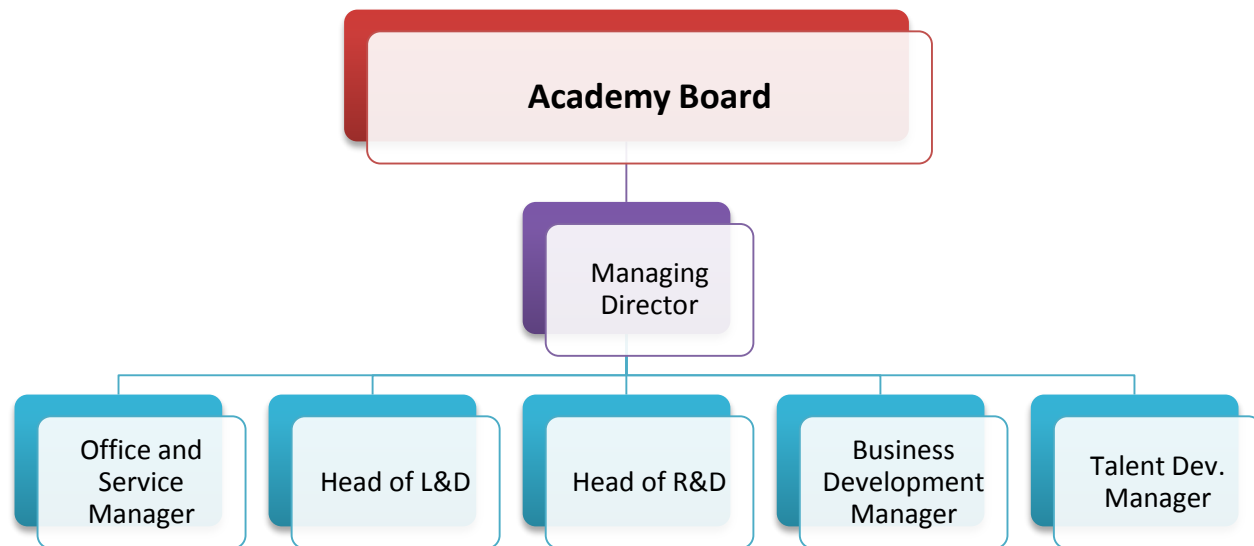 Academy Board
Managing
Director
Office and
Service
Manager
Head of L&D
Head of R&D
Business
Development
Manager
Talent Dev.
Manager